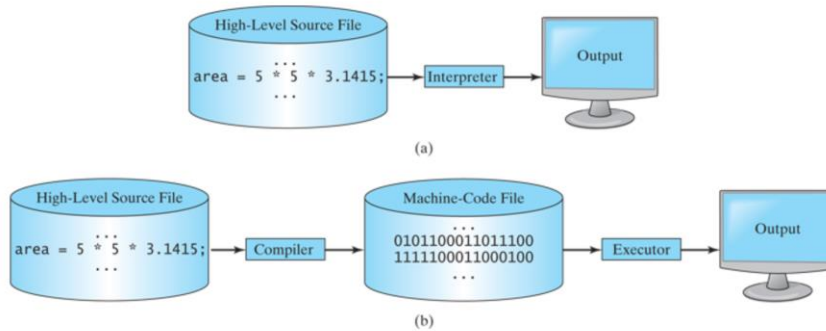 High-Level Source File
...
area = 5 * 5 * 3.1415;
...
Interpreter
Output
(a)
High-Level Source File
...
area = 5 * 5 * 3.1415;
...
Compiler
Machine-Code File
...
0101100011011100
1111100011000100
...
Executor
Output
(b)